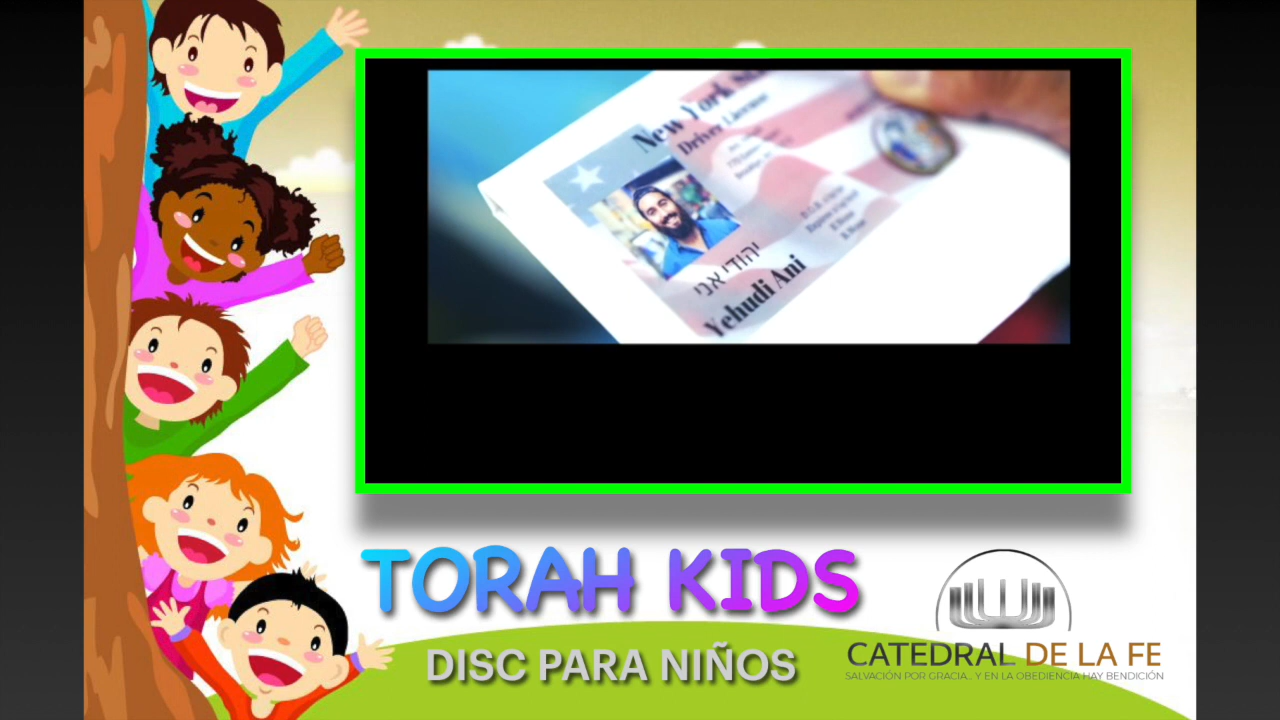 New York
Driver License
יהודי אני
Yehudi Ani
TORAH KIDS
DISC PARA NIÑOS
CATEDRAL DE LA FE
SALVACIÓN POR GRACIA... Y EN LA OBEDIENCIA HAY BENDICIÓN